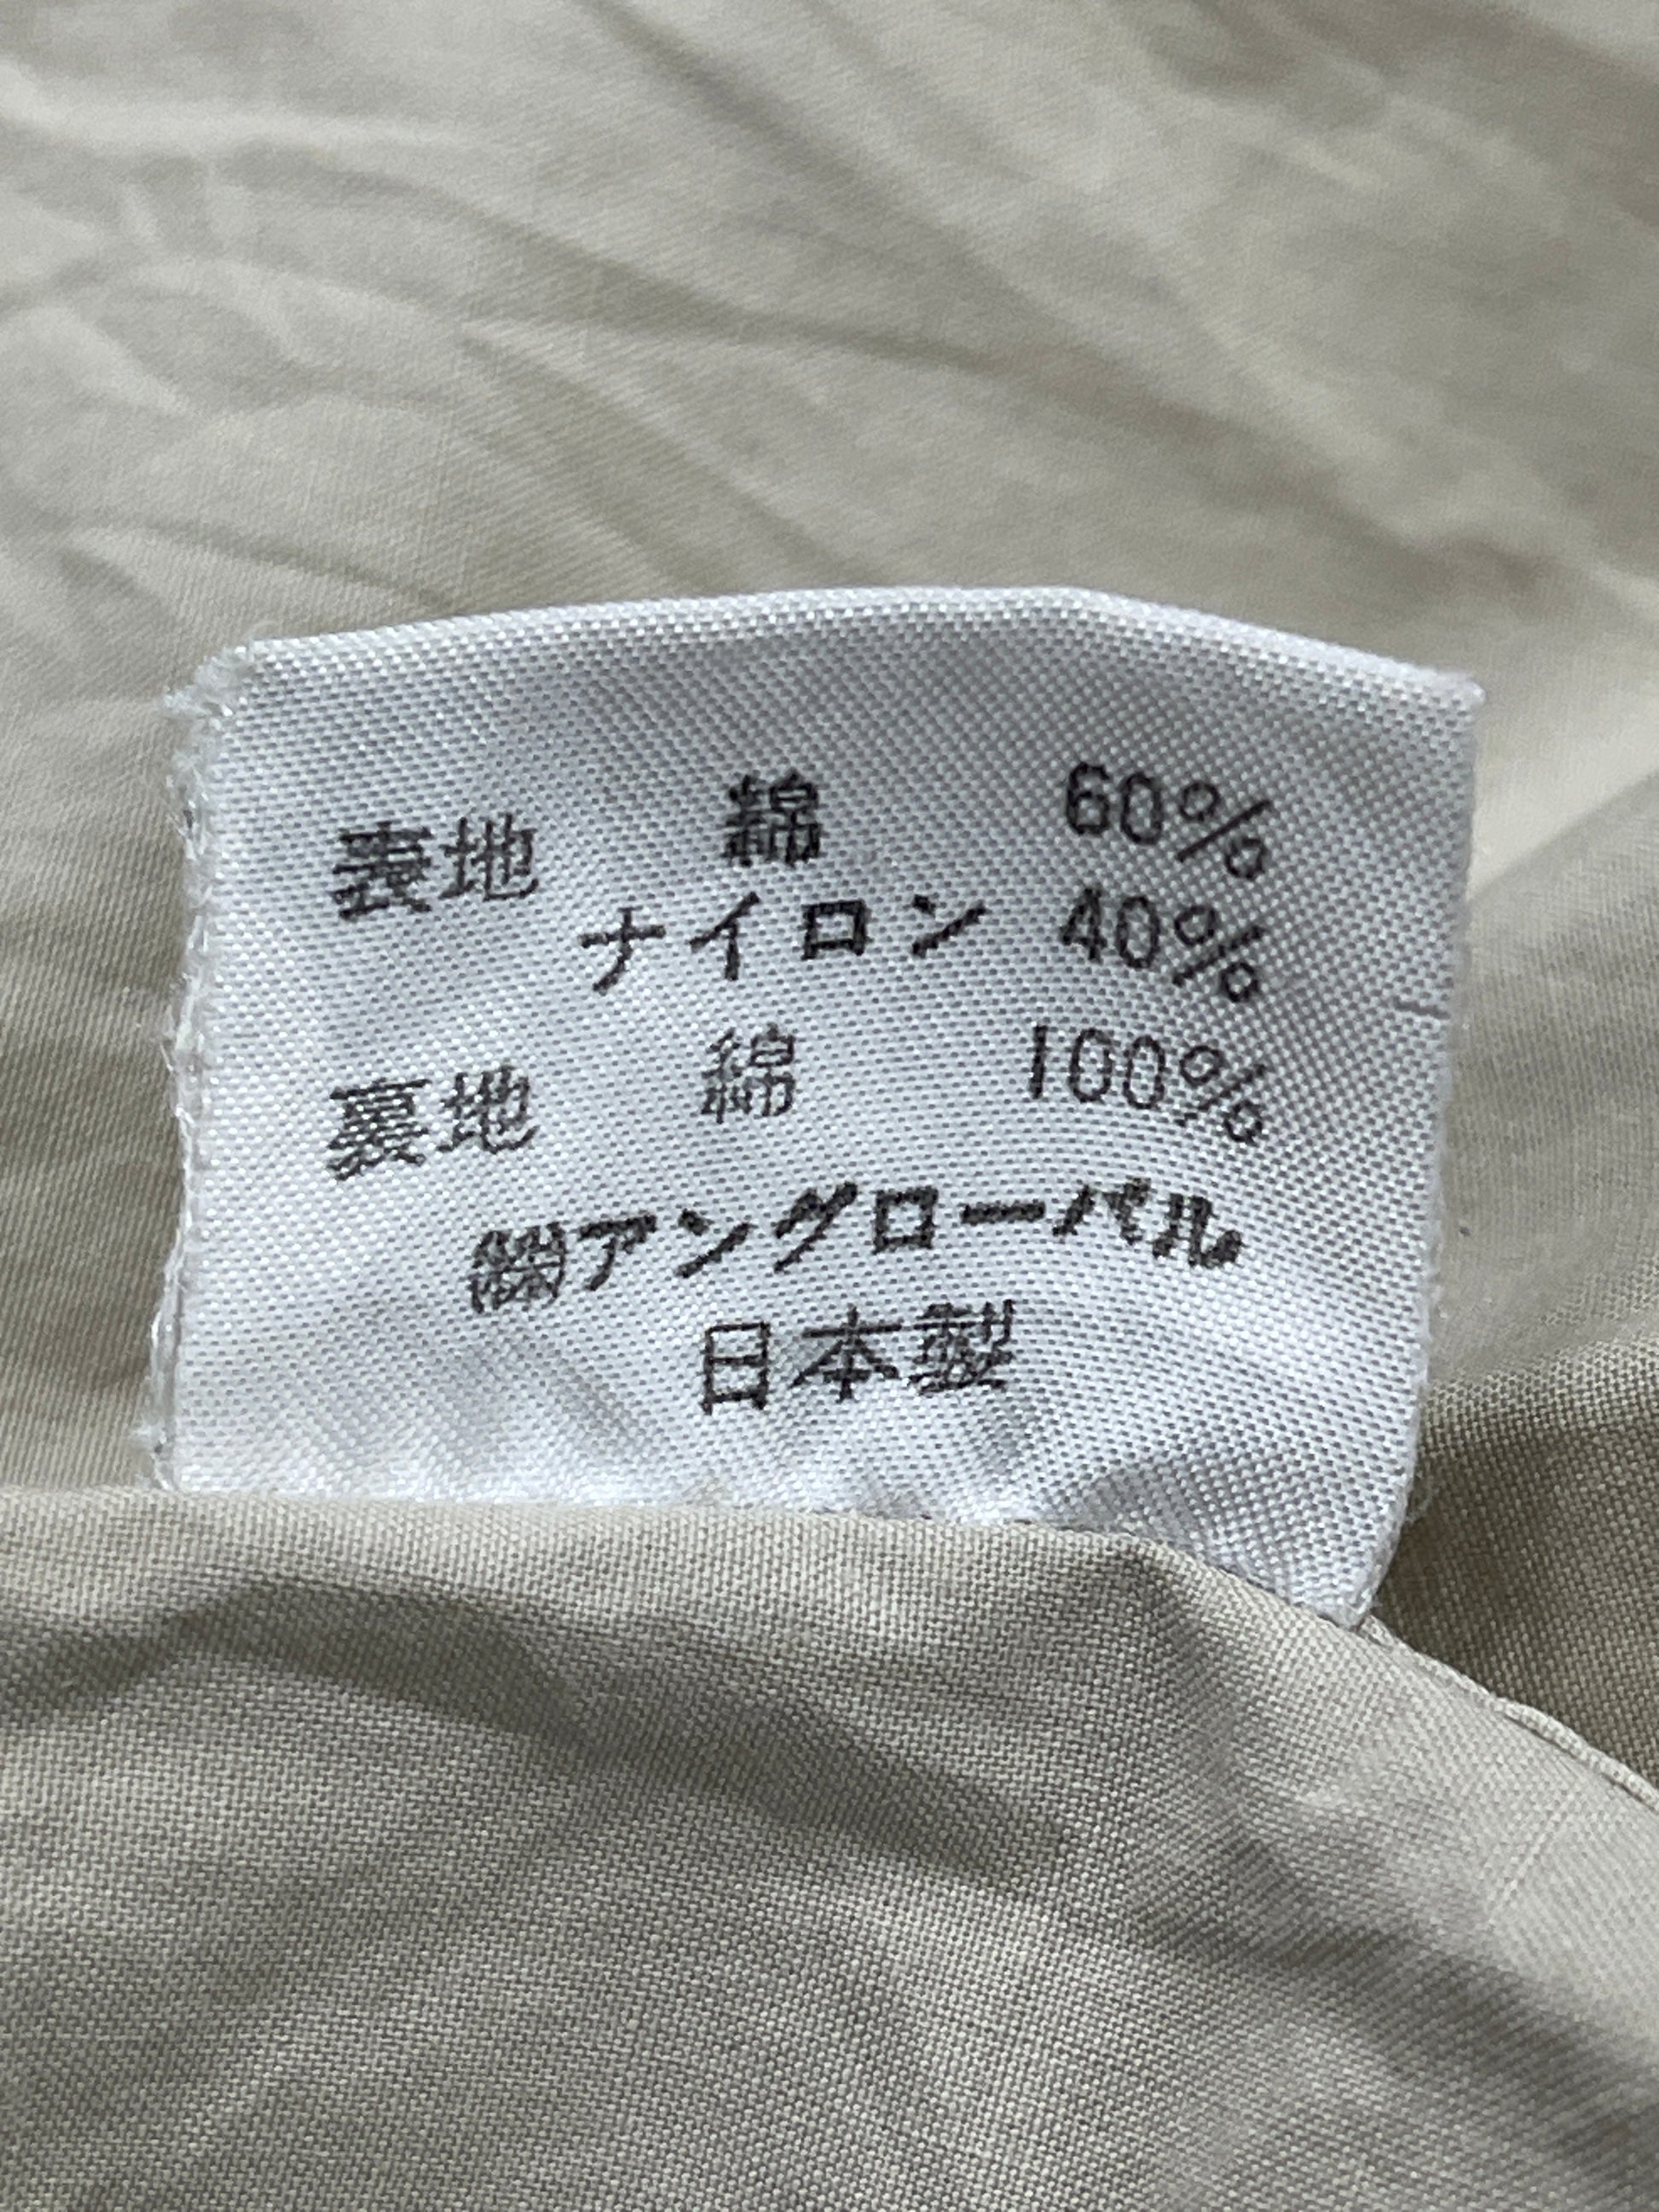 表地 綿 60%
ナイロン 40%
裏地 綿 100%
㈱アングローバル
日本製